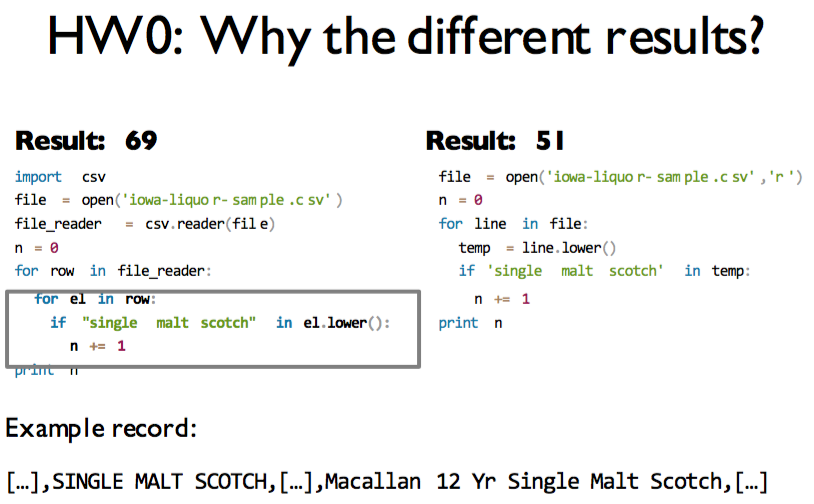 HW0: Why the different results?
Result: 69
import csv
file = open('iowa-liquor-sample.csv')
file_reader = csv.reader(file)
n = 0
for row in file_reader:
for el in row:
if "single malt scotch" in el.lower():
n += 1
print n
Result: 51
file = open('iowa-liquor-sample.csv','r')
n = 0
for line in file:
temp = line.lower()
if 'single malt scotch' in temp:
n += 1
print n
Example record:
[…],SINGLE MALT SCOTCH,[…],Macallan 12 Yr Single Malt Scotch,[…]